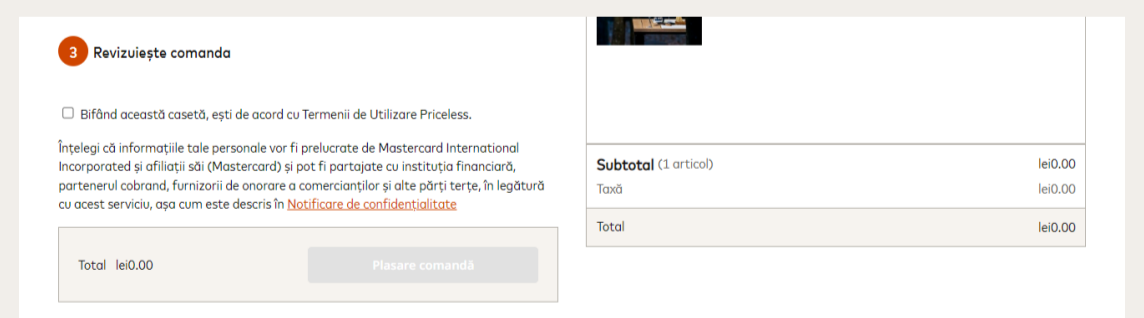 3 Revizuiește comanda
Bifând această casetă, ești de acord cu Termenii de Utilizare Priceless.
Înțelegi că informațiile tale personale vor fi prelucrate de Mastercard International
Incorporated și afiliații săi (Mastercard) și pot fi partajate cu instituția financiară,
partenerul cobrand, furnizorii de onorare a comercianților și alte părți terțe, în legătură
cu acest serviciu, așa cum este descris în Notificare de confidențialitate
Total lei0.00
Plasare comandă
Subtotal (1 articol) lei0.00
Taxă lei0.00
Total lei0.00